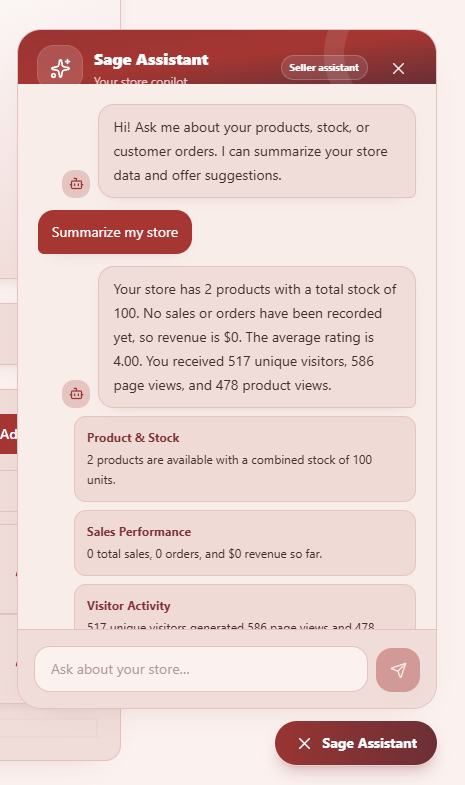 Sage Assistant
Your store copilot
Seller assistant
Hi! Ask me about your products, stock, or
customer orders. I can summarize your store
data and offer suggestions.
Summarize my store
Your store has 2 products with a total stock of
100. No sales or orders have been recorded
yet, so revenue is $0. The average rating is
4.00. You received 517 unique visitors, 586
page views, and 478 product views.
Product & Stock
2 products are available with a combined stock of 100
units.
Sales Performance
0 total sales, 0 orders, and $0 revenue so far.
Visitor Activity
517 unique visitors generated 586 page views and 478
Ad
Ask about your store...
Sage Assistant